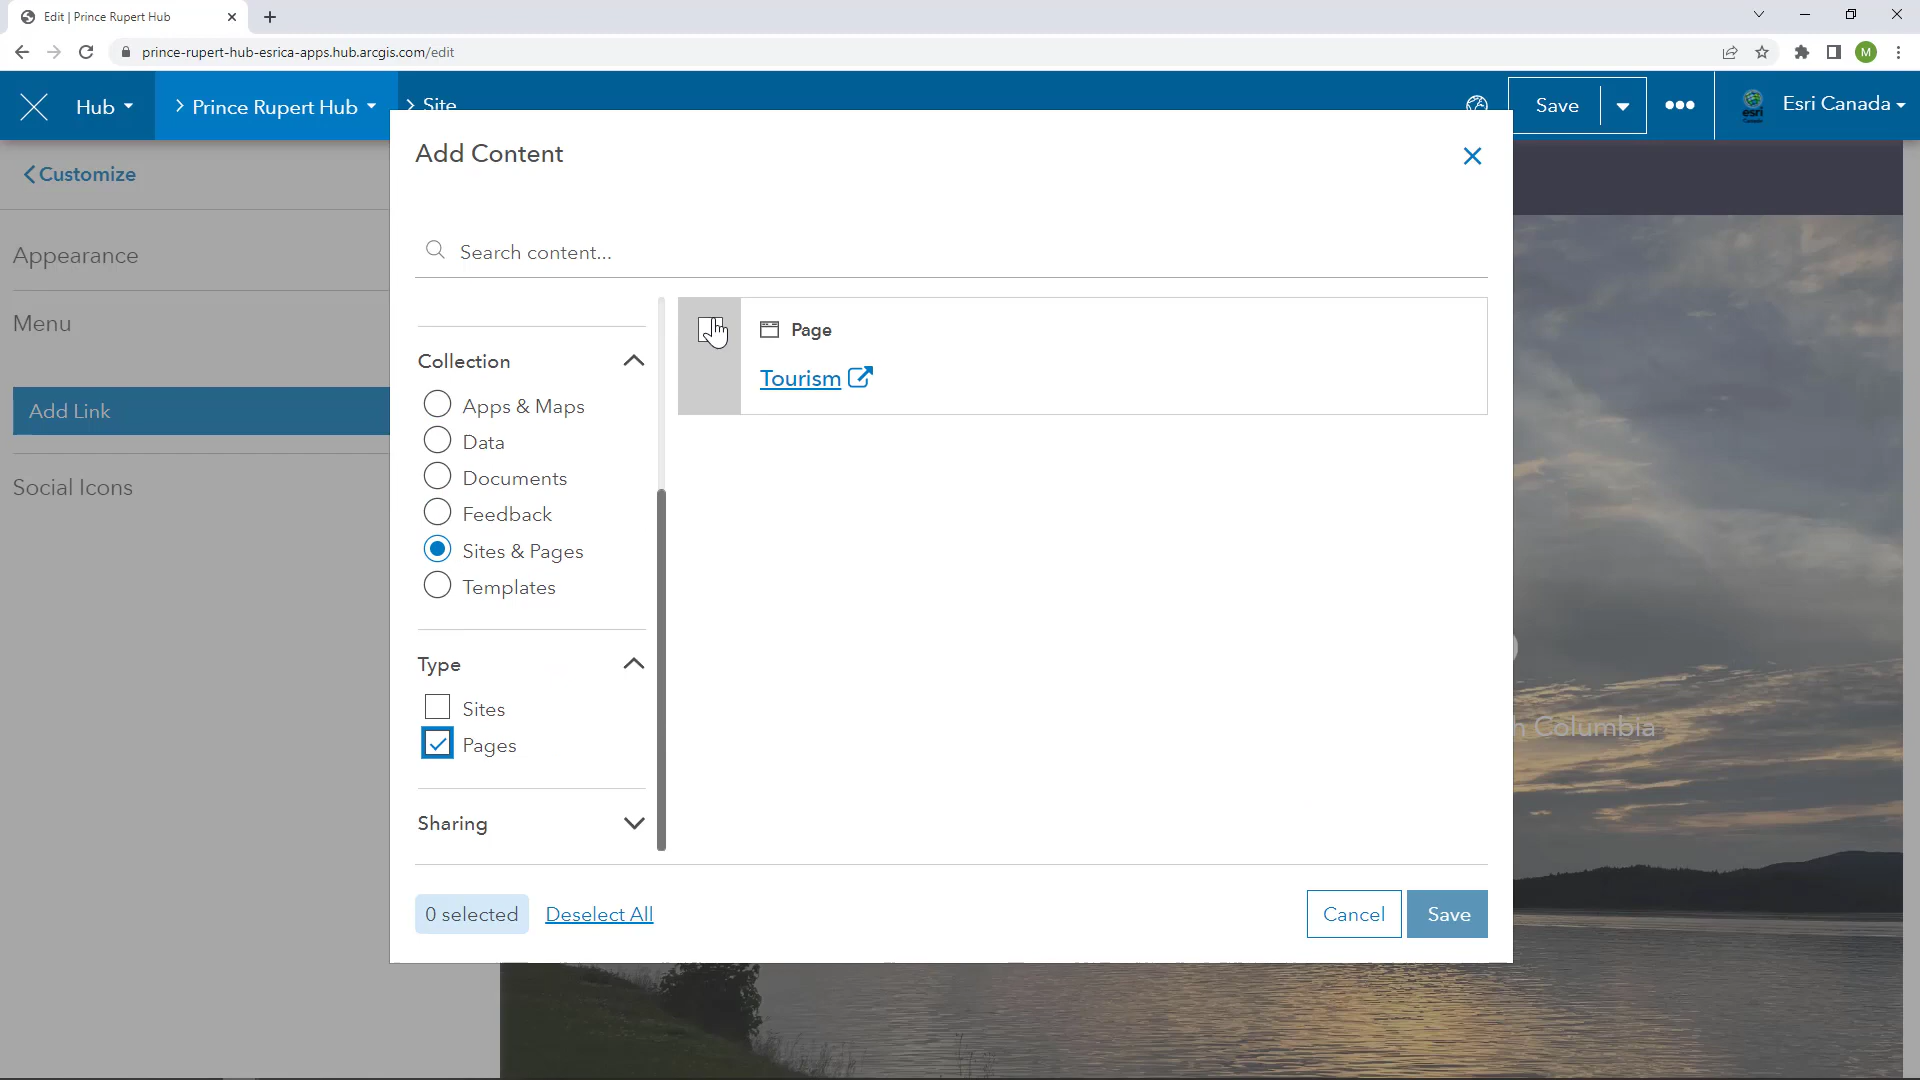 Edit | Prince Rupert Hub
prince-rupert-hub-esrica-apps.hub.arcgis.com/edit
M
Hub
Prince Rupert Hub
Site
Save
esri
Esri Canada
Customize
Appearance
Menu
Add Link
Social Icons
Add Content
Search content...
Collection
Apps & Maps
Data
Documents
Feedback
Sites & Pages
Templates
Type
Sites
Pages
Sharing
Page
Tourism
0 selected
Deselect All
Cancel
Save
h Columbia